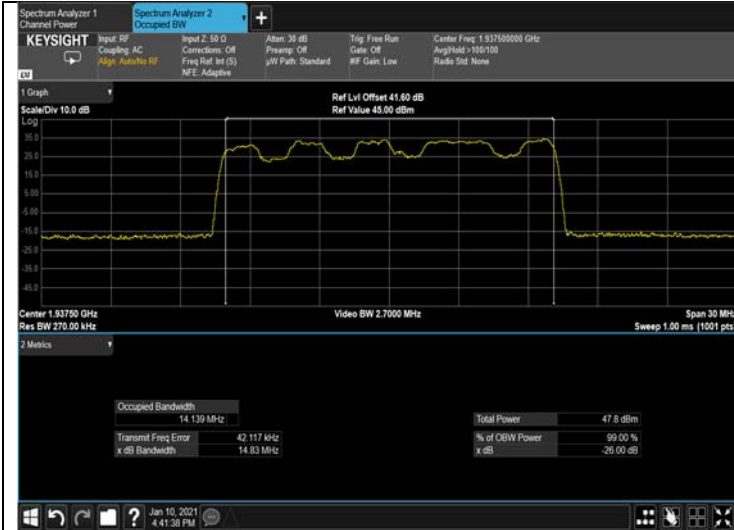 Spectrum Analyzer 1
Channel Power
Spectrum Analyzer 2
Occupied BW
+
KEYSIGHT
Input: RF
Coupling: AC
Align: Auto/No RF
Input Z: 50 Ω
Corrections: Off
Freq Ref: Int (S)
NFE: Adaptive
Atten: 30 dB
Preamp: Off
µW Path: Standard
Trig: Free Run
Gate: Off
#IF Gain: Low
Center Freq: 1.937500000 GHz
Avg|Hold:>100/100
Radio Std: None
1 Graph
Scale/Div 10.0 dB
Ref Lvl Offset 41.60 dB
Ref Value 45.00 dBm
Log
35.0
25.0
15.0
5.00
-5.00
-15.0
-25.0
-35.0
-45.0
Center 1.93750 GHz
Res BW 270.00 kHz
Video BW 2.7000 MHz
Span 30 MHz
Sweep 1.00 ms (1001 pts)
2 Metrics
Occupied Bandwidth
14.139 MHz
Transmit Freq Error 42.117 kHz
x dB Bandwidth 14.83 MHz
Total Power 47.8 dBm
% of OBW Power 99.00 %
x dB -26.00 dB
?
Jan 10, 2021
4:41:38 PM